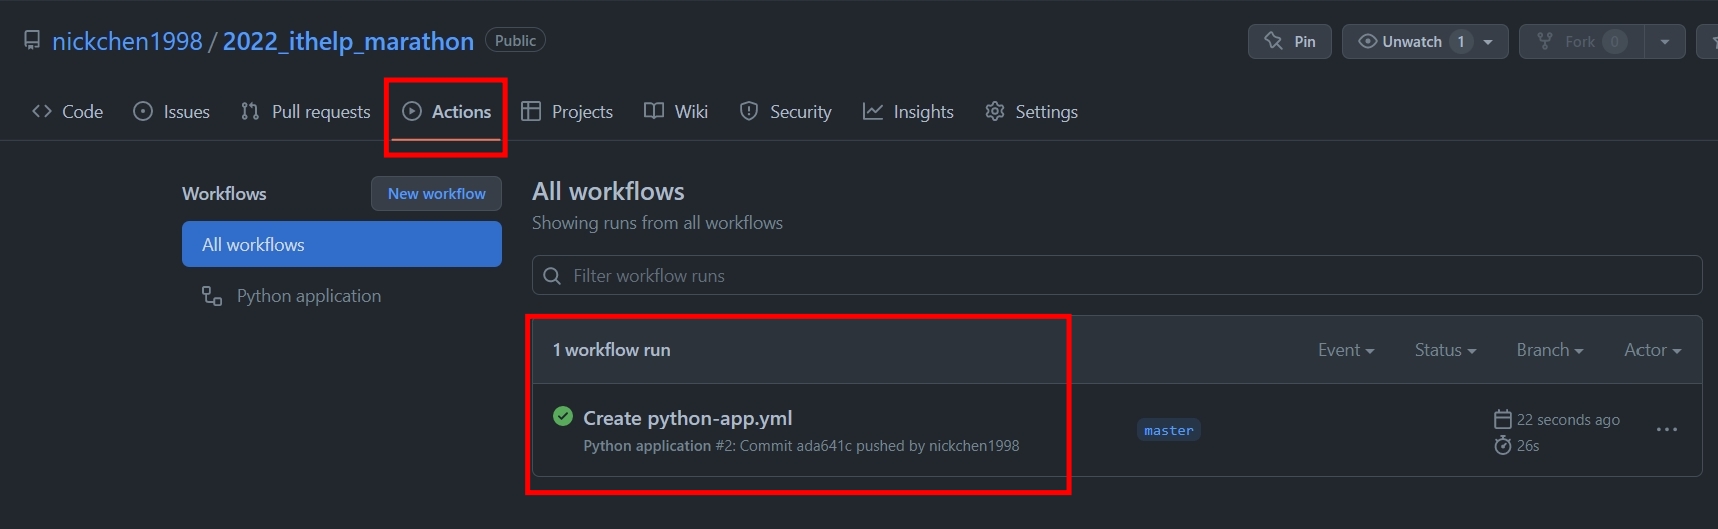 nickchen1998 / 2022_ithelp_marathon Public Pin Unwatch 1 Fork 0
Code Issues Pull requests Actions Projects Wiki Security Insights Settings
Workflows New workflow
All workflows
Python application
All workflows
Showing runs from all workflows
Filter workflow runs
1 workflow run Event Status Branch Actor
Create python-app.yml
Python application #2: Commit ada641c pushed by nickchen1998
master
22 seconds ago
26s